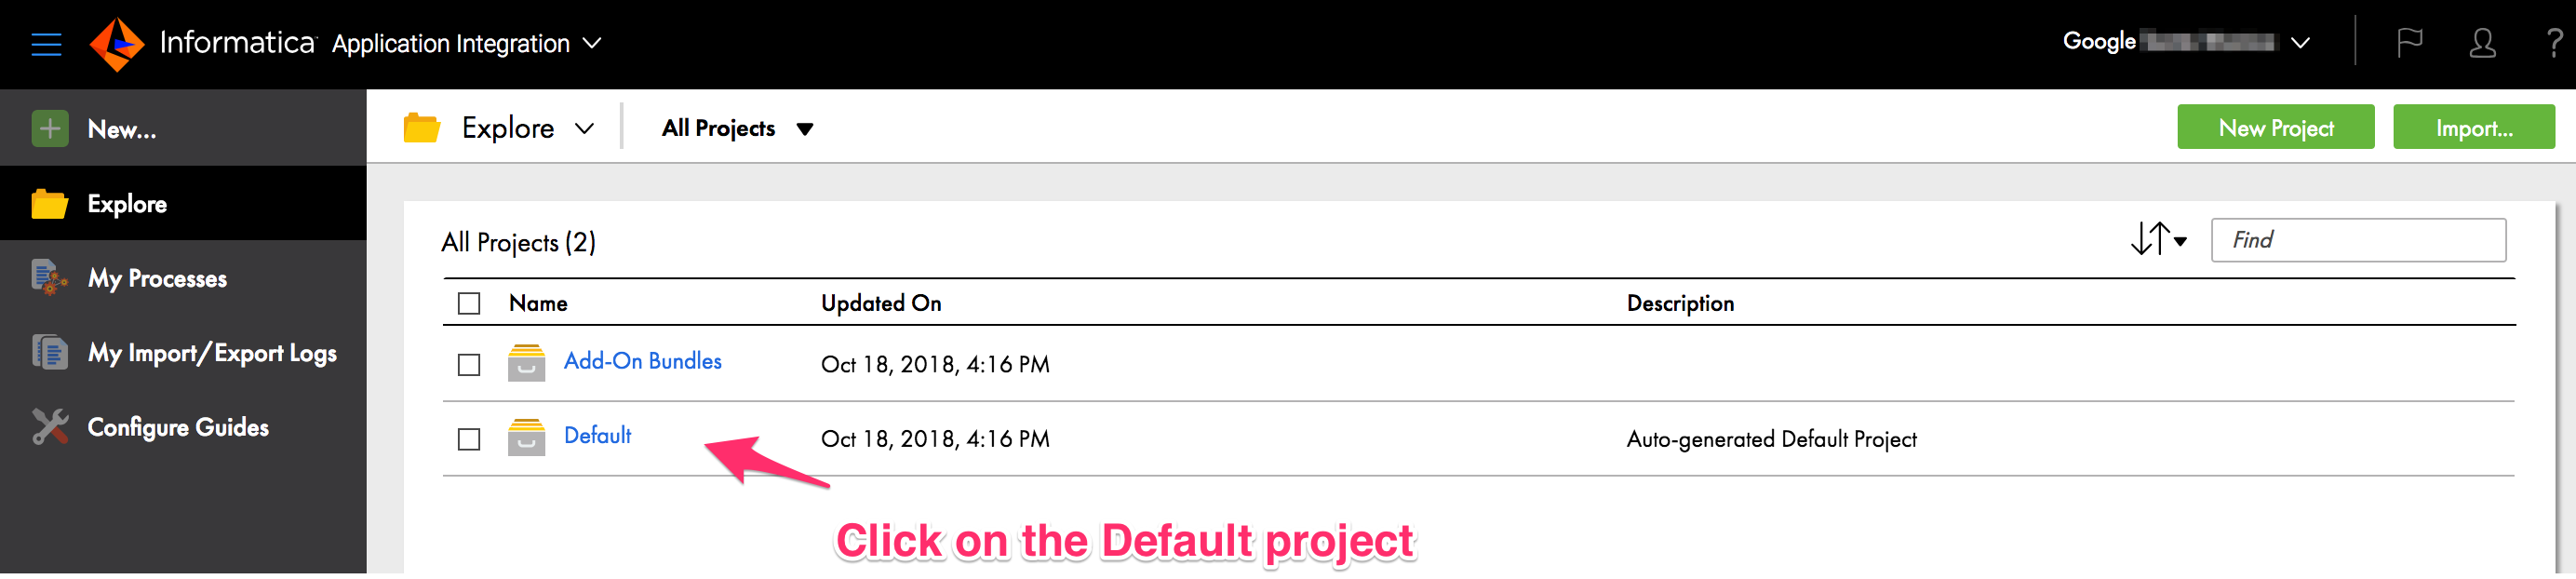 Informatica Application Integration
Google
?
New...
Explore
My Processes
My Import/Export Logs
Configure Guides
Explore
All Projects
New Project
Import...
All Projects (2)
Find
Name Updated On Description
Add-On Bundles Oct 18, 2018, 4:16 PM
Default Oct 18, 2018, 4:16 PM Auto-generated Default Project
Click on the Default project